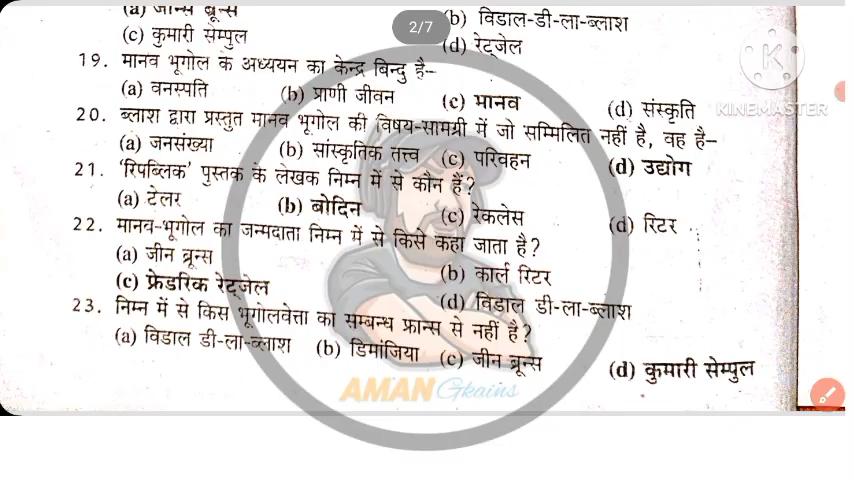 (a) जीन्स ब्रून्स (b) विडाल-डी-ला-ब्लाश
2/7
(c) कुमारी सेम्पुल (d) रेट्जेल
19. मानव भूगोल के अध्ययन का केन्द्र बिन्दु है–
(a) वनस्पति (b) प्राणी जीवन (c) मानव (d) संस्कृति
20. ब्लाश द्वारा प्रस्तुत मानव भूगोल की विषय-सामग्री में जो सम्मिलित नहीं है, वह है–
(a) जनसंख्या (b) सांस्कृतिक तत्त्व (c) परिवहन (d) उद्योग
21. ‘रिपब्लिक’ पुस्तक के लेखक निम्न में से कौन हैं?
(a) टेलर (b) बोदिन (c) रेकलेस (d) रिटर
22. मानव-भूगोल का जन्मदाता निम्न में से किसे कहा जाता है?
(a) जीन ब्रून्स (b) कार्ल रिटर
(c) फ्रेडरिक रेट्जेल (d) विडाल डी-ला-ब्लाश
23. निम्न में से किस भूगोलवेत्ता का सम्बन्ध फ्रान्स से नहीं है?
(a) विडाल डी-ला-ब्लाश (b) डिमांजिया (c) जीन ब्रून्स (d) कुमारी सेम्पुल
K
KINEMASTER
AMAN Gkains